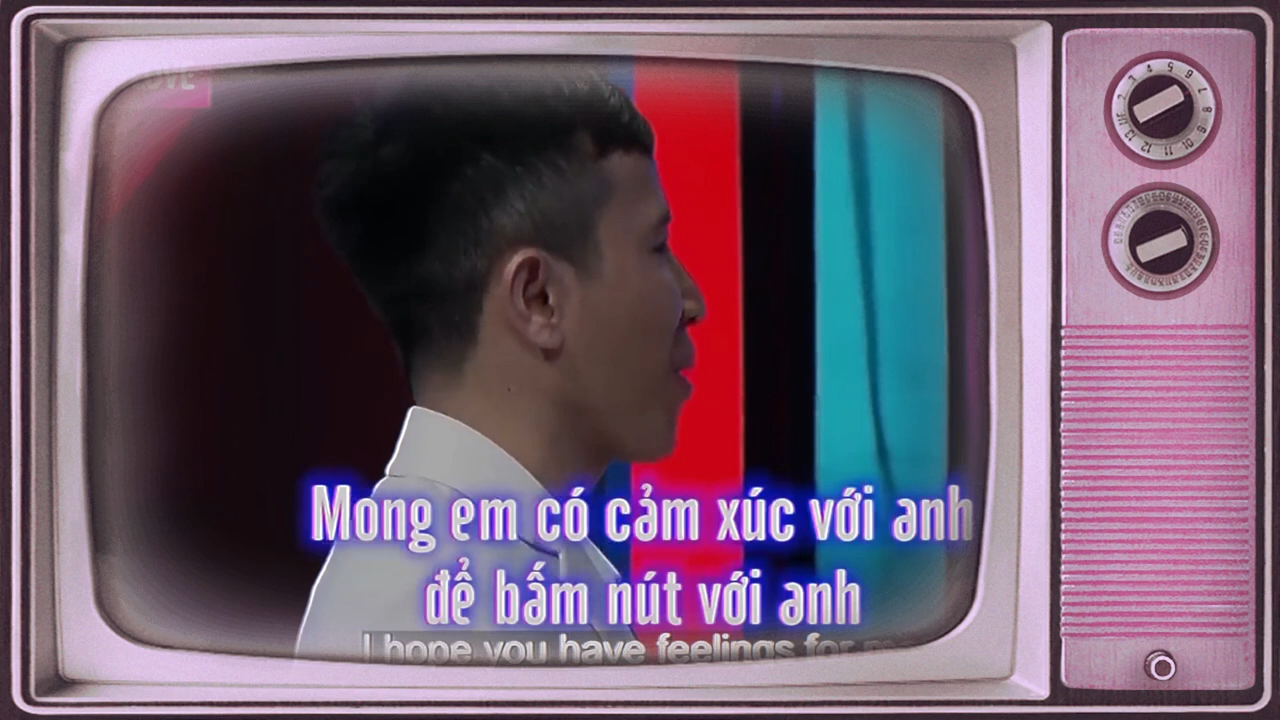 Mong em có cảm xúc với anh
để bấm nút với anh
I hope you have feelings for